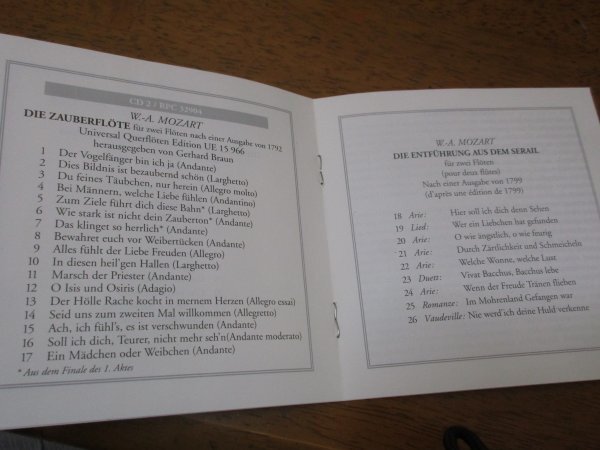 CD 2 / RPC 32904
W.-A. MOZART
DIE ZAUBERFLÖTE für zwei Flöten nach einer Ausgabe von 1792
Universal Querflöten Edition UE 15 966
herausgegeben von Gerhard Braun
1 Der Vogelfänger bin ich ja (Andante)
2 Dies Bildnis ist bezaubernd schön (Larghetto)
3 Du feines Täubchen, nur herein (Allegro molto)
4 Bei Männern, welche Liebe fühlen (Andantino)
5 Zum Ziele führt dich diese Bahn* (Larghetto)
6 Wie stark ist nicht dein Zauberton* (Andante)
7 Das klinget so herrlich* (Andante)
8 Bewahret euch vor Weibertücken (Andante)
9 Alles fühlt der Liebe Freuden (Allegro)
10 In diesen heil'gen Hallen (Larghetto)
11 Marsch der Priester (Andante)
12 O Isis und Osiris (Adagio)
13 Der Hölle Rache kocht in meinem Herzen (Allegro assai)
14 Seid uns zum zweiten Mal willkommen (Allegretto)
15 Ach, ich fühl's, es ist verschwunden (Andante)
16 Soll ich dich, Teurer, nicht mehr seh'n(Andante moderato)
17 Ein Mädchen oder Weibchen (Andante)
* Aus dem Finale des 1. Aktes
W.-A. MOZART
DIE ENTFÜHRUNG AUS DEM SERAIL
für zwei Flöten
(pour deux flûtes)
Nach einer Ausgabe von 1799
(d'après une édition de 1799)
18 Arie: Hier soll ich dich denn Sehen
19 Lied: Wer ein Liebchen hat gefunden
20 Arie: O wie ängstlich, o wie feurig
21 Arie: Durch Zärtlichkeit und Schmeicheln
22 Arie: Welche Wonne, welche Lust
23 Duett: Vivat Bacchus, Bacchus lebe
24 Arie: Wenn der Freude Tränen fließen
25 Romanze: Im Mohrenland Gefangen war
26 Vaudeville: Nie werd'ich deine Huld verkenne